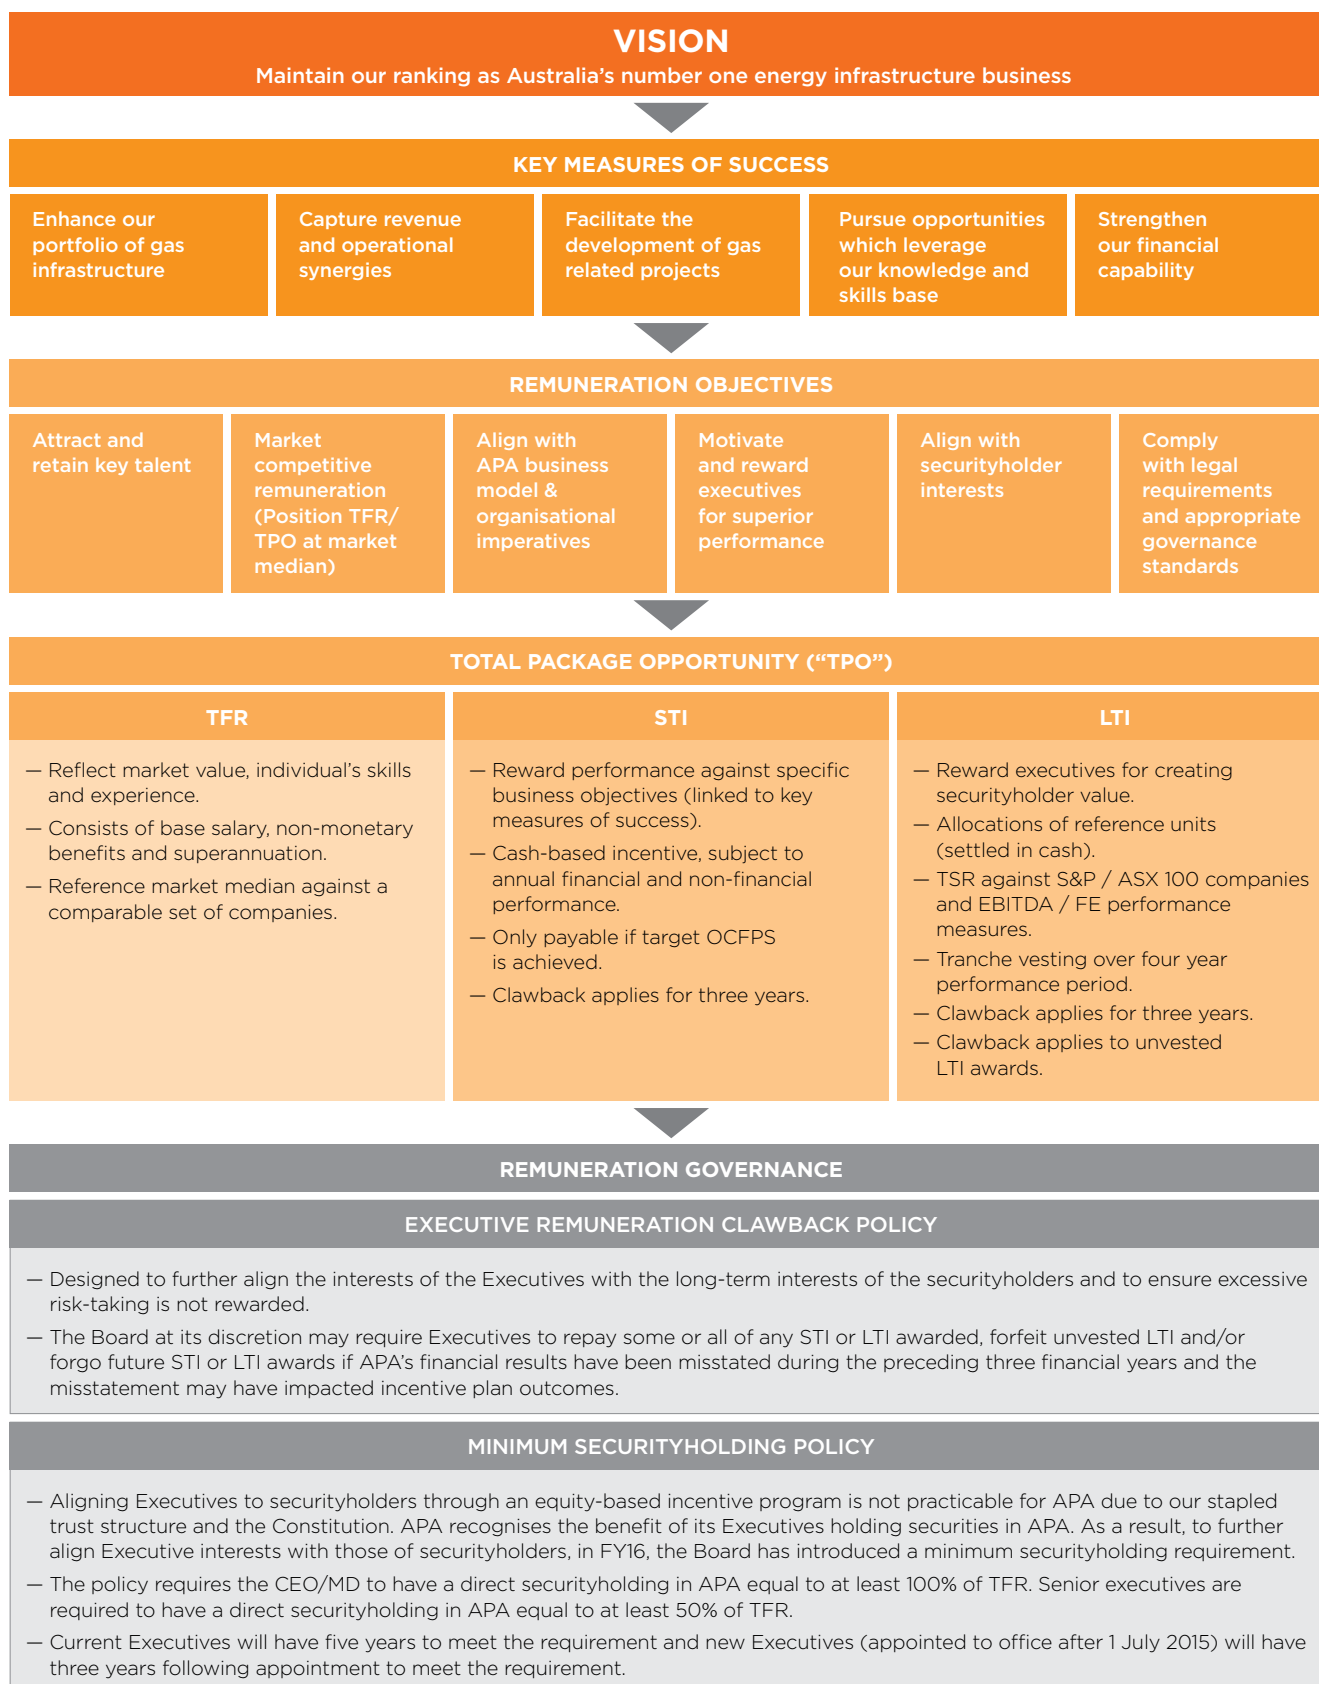 VISION
Maintain our ranking as Australia’s number one energy infrastructure business
KEY MEASURES OF SUCCESS
Enhance our
portfolio of gas
infrastructure
Capture revenue
and operational
synergies
Facilitate the
development of gas
related projects
Pursue opportunities
which leverage
our knowledge and
skills base
Strengthen
our financial
capability
REMUNERATION OBJECTIVES
Attract and
retain key talent
Market
competitive
remuneration
(Position TFR/
TPO at market
median)
Align with
APA business
model &
organisational
imperatives
Motivate
and reward
executives
for superior
performance
Align with
securityholder
interests
Comply
with legal
requirements
and appropriate
governance
standards
TOTAL PACKAGE OPPORTUNITY (“TPO”)
TFR
— Reflect market value, individual’s skills
and experience.
— Consists of base salary, non-monetary
benefits and superannuation.
— Reference market median against a
comparable set of companies.
STI
— Reward performance against specific
business objectives (linked to key
measures of success).
— Cash-based incentive, subject to
annual financial and non-financial
performance.
— Only payable if target OCFPS
is achieved.
— Clawback applies for three years.
LTI
— Reward executives for creating
securityholder value.
— Allocations of reference units
(settled in cash).
— TSR against S&P / ASX 100 companies
and EBITDA / FE performance
measures.
— Tranche vesting over four year
performance period.
— Clawback applies for three years.
— Clawback applies to unvested
LTI awards.
REMUNERATION GOVERNANCE
EXECUTIVE REMUNERATION CLAWBACK POLICY
— Designed to further align the interests of the Executives with the long-term interests of the securityholders and to ensure excessive
risk-taking is not rewarded.
— The Board at its discretion may require Executives to repay some or all of any STI or LTI awarded, forfeit unvested LTI and/or
forgo future STI or LTI awards if APA’s financial results have been misstated during the preceding three financial years and the
misstatement may have impacted incentive plan outcomes.
MINIMUM SECURITYHOLDING POLICY
— Aligning Executives to securityholders through an equity-based incentive program is not practicable for APA due to our stapled
trust structure and the Constitution. APA recognises the benefit of its Executives holding securities in APA. As a result, to further
align Executive interests with those of securityholders, in FY16, the Board has introduced a minimum securityholding requirement.
— The policy requires the CEO/MD to have a direct securityholding in APA equal to at least 100% of TFR. Senior executives are
required to have a direct securityholding in APA equal to at least 50% of TFR.
— Current Executives will have five years to meet the requirement and new Executives (appointed to office after 1 July 2015) will have
three years following appointment to meet the requirement.